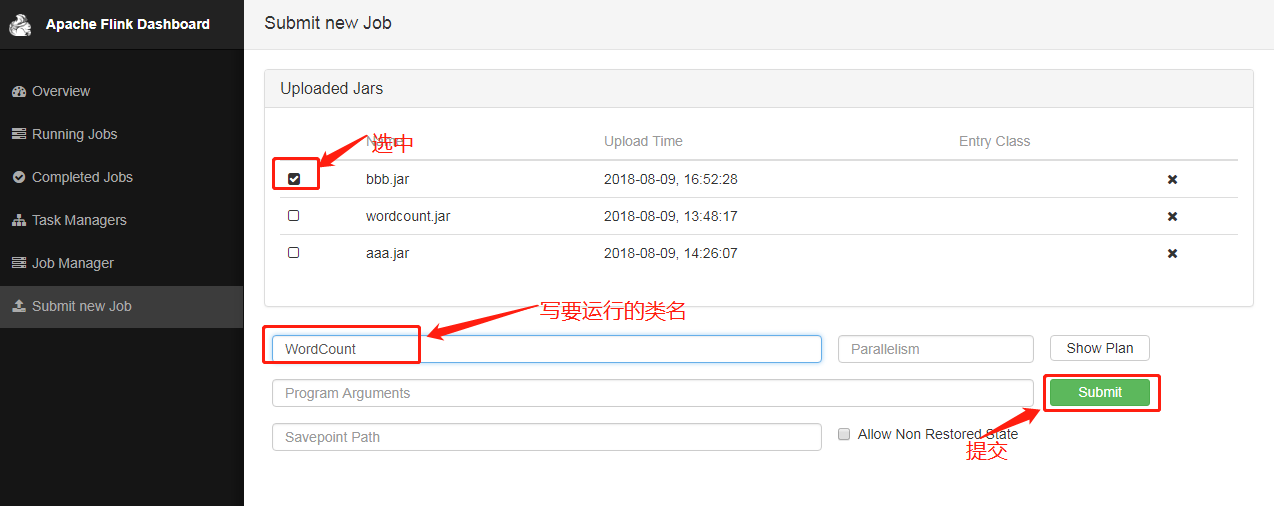 Apache Flink Dashboard
Submit new Job
Overview
Running Jobs
Completed Jobs
Task Managers
Job Manager
Submit new Job
Uploaded Jars
Name Upload Time Entry Class
选中
bbb.jar 2018-08-09, 16:52:28
wordcount.jar 2018-08-09, 13:48:17
aaa.jar 2018-08-09, 14:26:07
写要运行的类名
WordCount Parallelism Show Plan
Program Arguments Submit
Savepoint Path Allow Non Restored State
提交